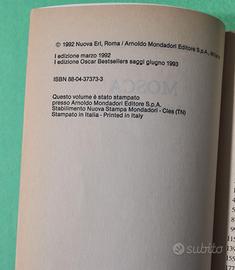 © 1992 Nuova Eri, Roma / Arnoldo Mondadori Editore S.p.A., Milano
I edizione marzo 1992
I edizione Oscar Bestsellers saggi giugno 1993
ISBN 88-04-37373-3
Questo volume è stato stampato
presso Arnoldo Mondadori Editore S.p.A.
Stabilimento Nuova Stampa Mondadori - Cles (TN)
Stampato in Italia - Printed in Italy
MOSCA
subito